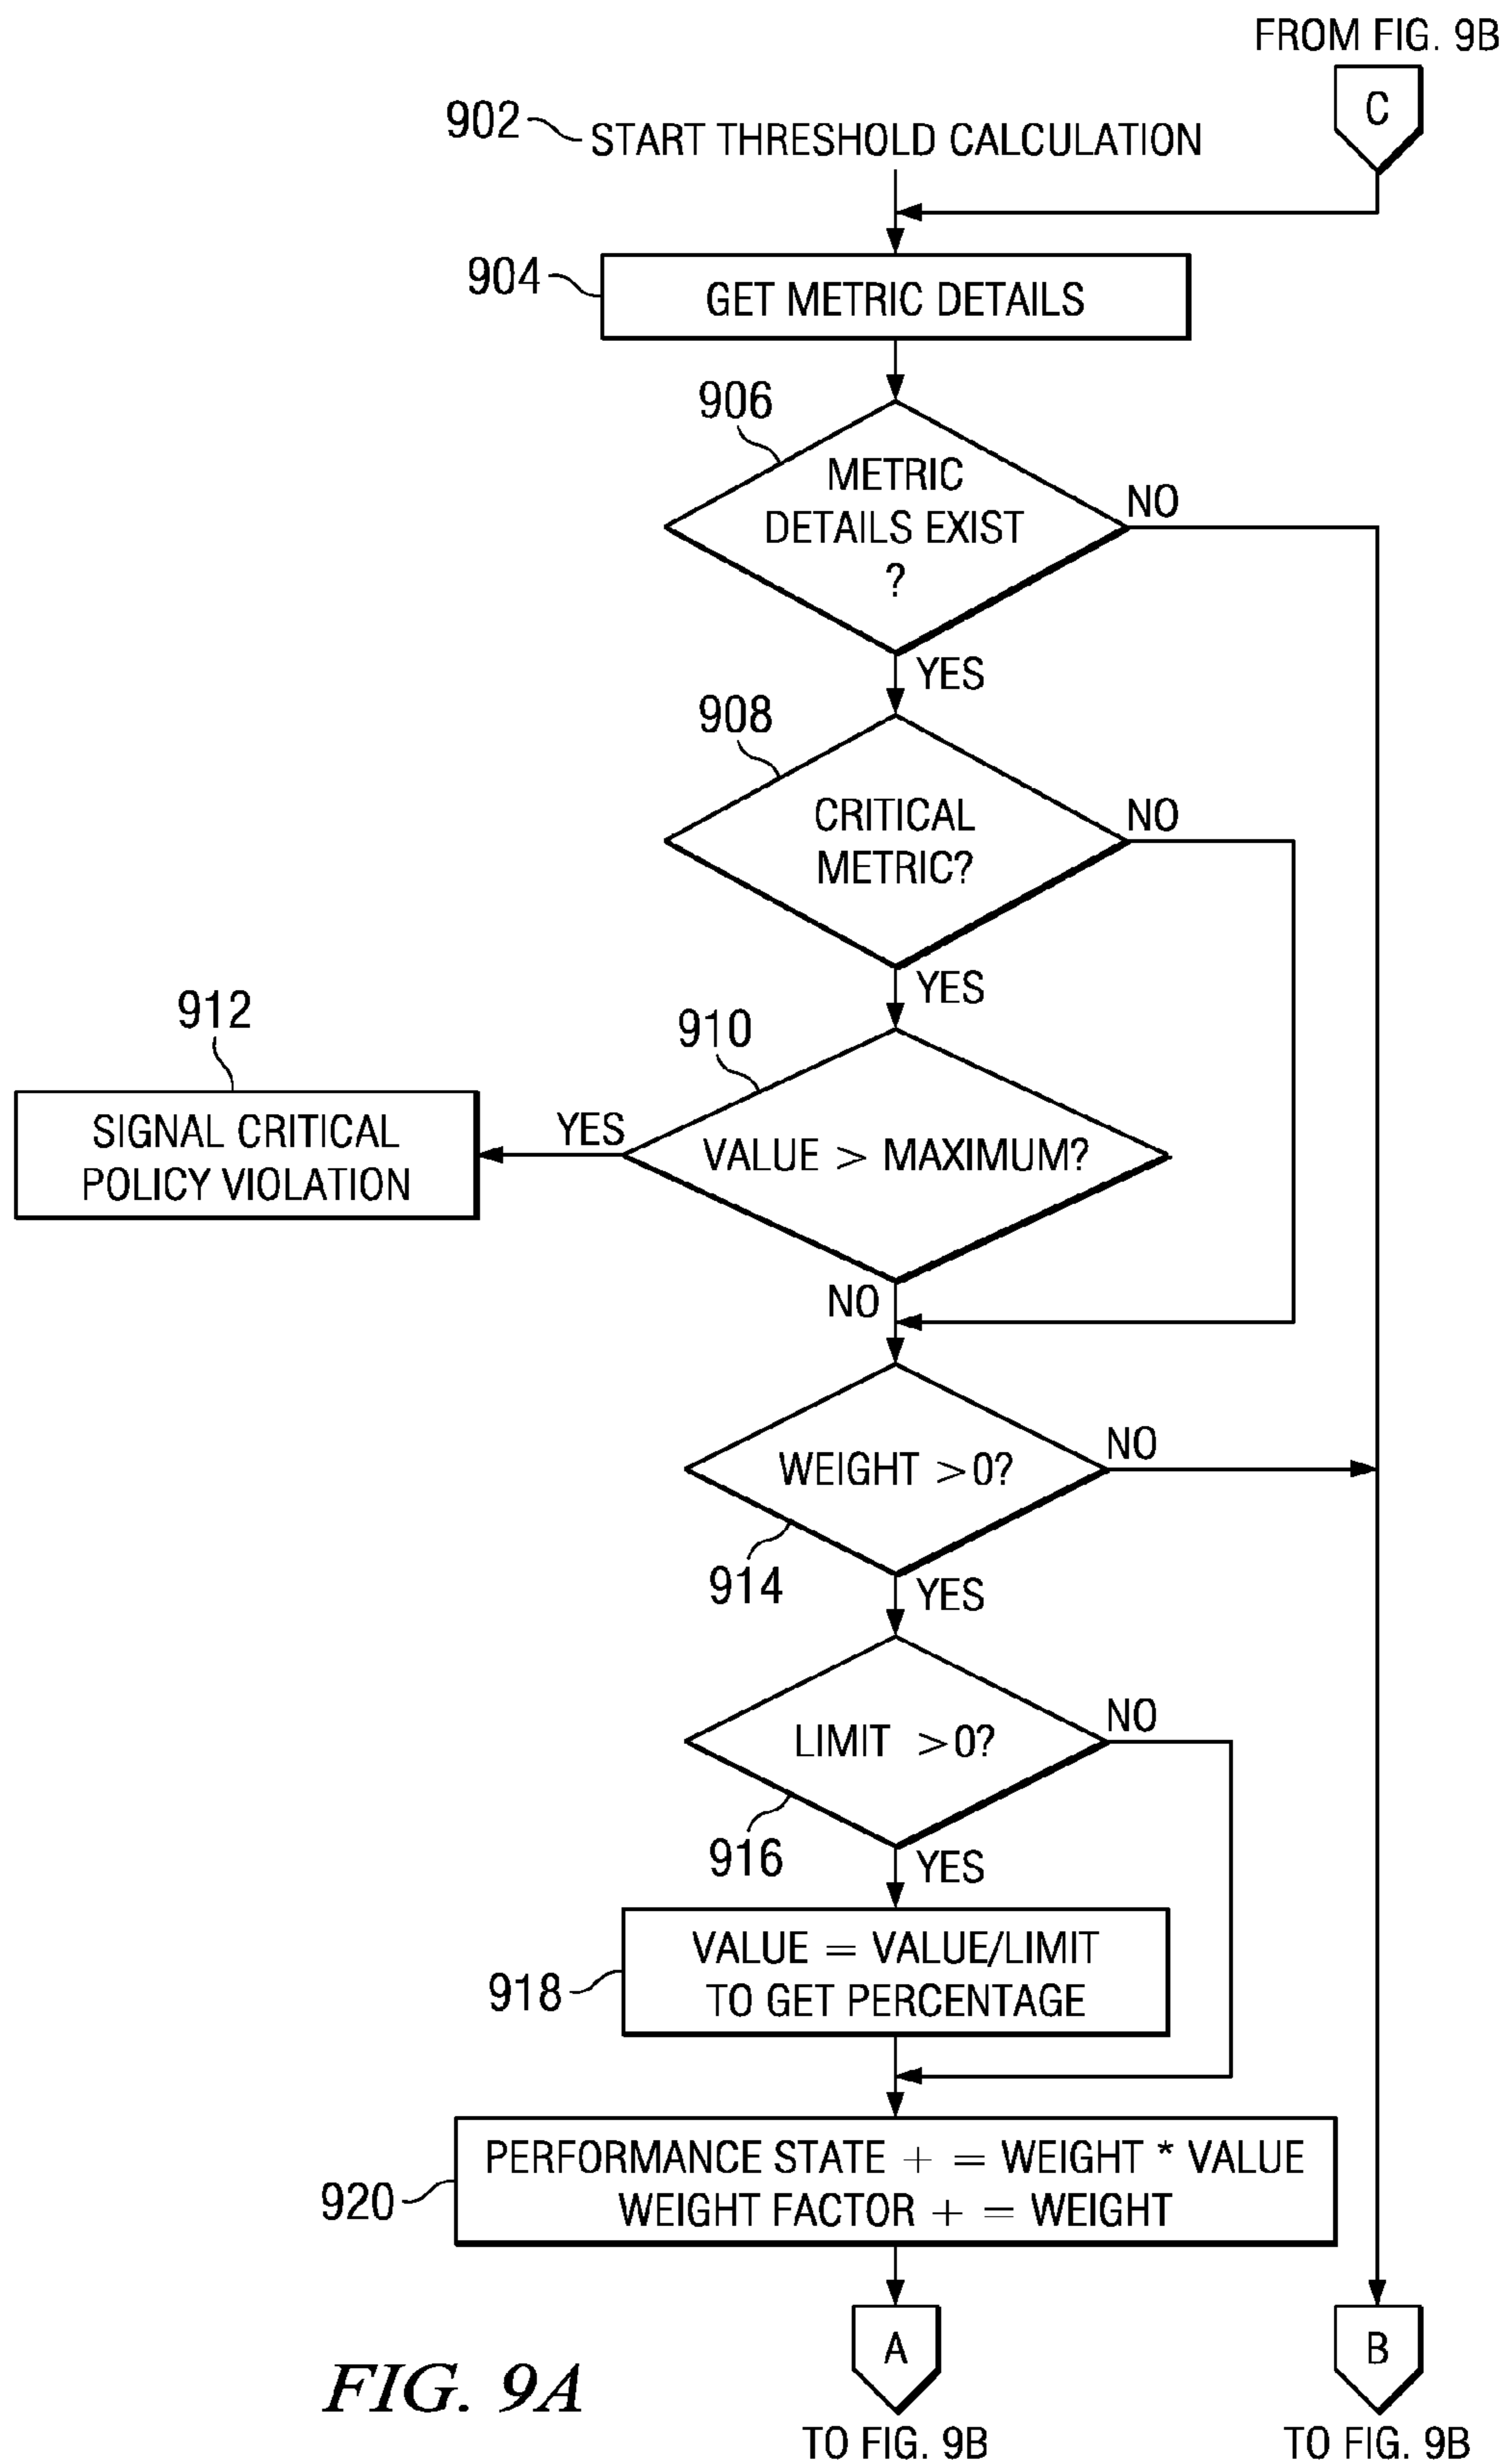 FROM FIG. 9B
C
902
START THRESHOLD CALCULATION
904
GET METRIC DETAILS
906
METRIC
DETAILS EXIST
?
NO
YES
908
CRITICAL
METRIC?
NO
YES
912
910
SIGNAL CRITICAL
POLICY VIOLATION
YES
VALUE > MAXIMUM?
NO
WEIGHT >0?
NO
914
YES
LIMIT >0?
NO
916
YES
918
VALUE = VALUE/LIMIT
TO GET PERCENTAGE
920
PERFORMANCE STATE + = WEIGHT * VALUE
WEIGHT FACTOR + = WEIGHT
A
B
FIG. 9A
TO FIG. 9B
TO FIG. 9B